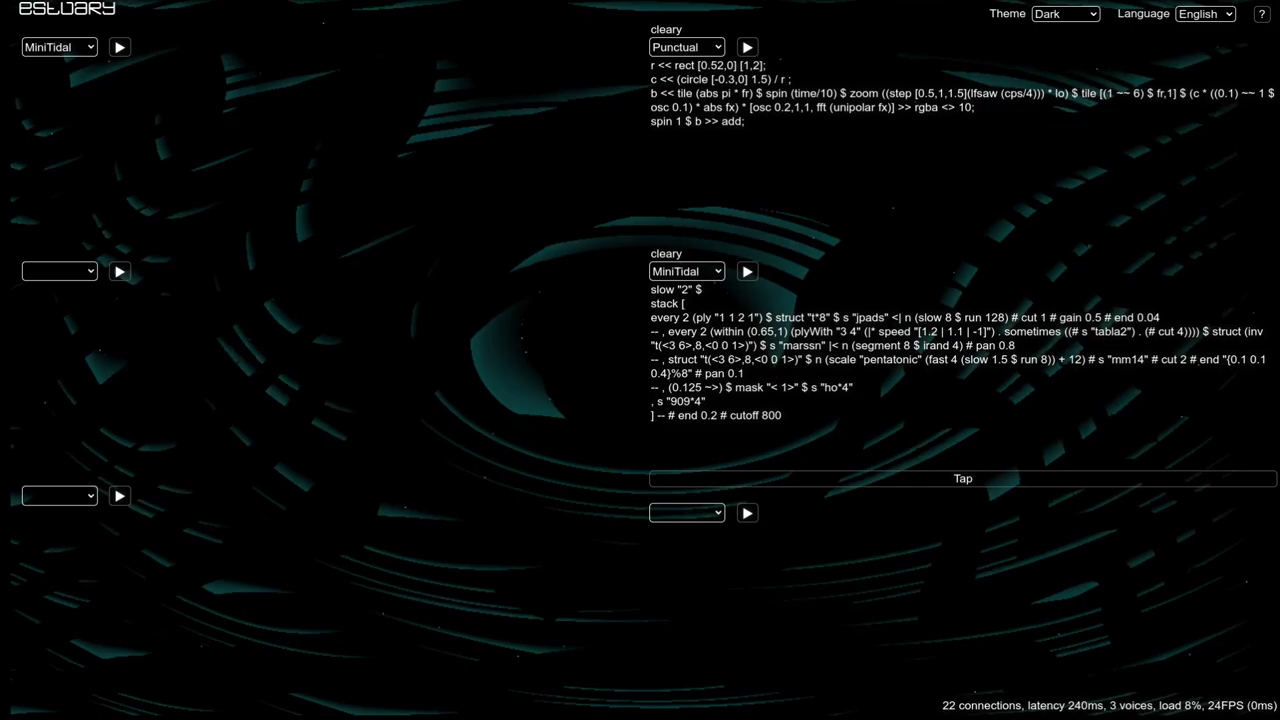 estuary
Theme Dark Language English ?
MiniTidal
cleary
Punctual
r << rect [0.52,0] [1,2];
c << (circle [-0.3,0] 1.5) / r ;
b << tile (abs pi * fr) $ spin (time/10) $ zoom ((step [0.5,1,1.5](lfsaw (cps/4))) * lo) $ tile [(1 ~~ 6) $ fr,1] $ (c * ((0.1) ~~ 1 $
osc 0.1) * abs fx) * [osc 0.2,1,1, fft (unipolar fx)] >> rgba <> 10;
spin 1 $ b >> add;
cleary
MiniTidal
slow "2" $
stack [
every 2 (ply "1 1 2 1") $ struct "t*8" $ s "jpads" <| n (slow 8 $ run 128) # cut 1 # gain 0.5 # end 0.04
-- , every 2 (within (0.65,1) (plyWith "3 4" (|* speed "[1.2 | 1.1 | -1]") . sometimes ((# s "tabla2") . (# cut 4)))) $ struct (inv
"t(<3 6>,8,<0 0 1>)") $ s "marssn" |< n (segment 8 $ irand 4) # pan 0.8
-- , struct "t(<3 6>,8,<0 0 1>)" $ n (scale "pentatonic" (fast 4 (slow 1.5 $ run 8)) + 12) # s "mm14" # cut 2 # end "{0.1 0.1
0.4}%8" # pan 0.1
-- , (0.125 ~>) $ mask "< 1>" $ s "ho*4"
, s "909*4"
] -- # end 0.2 # cutoff 800
Tap
22 connections, latency 240ms, 3 voices, load 8%, 24FPS (0ms)